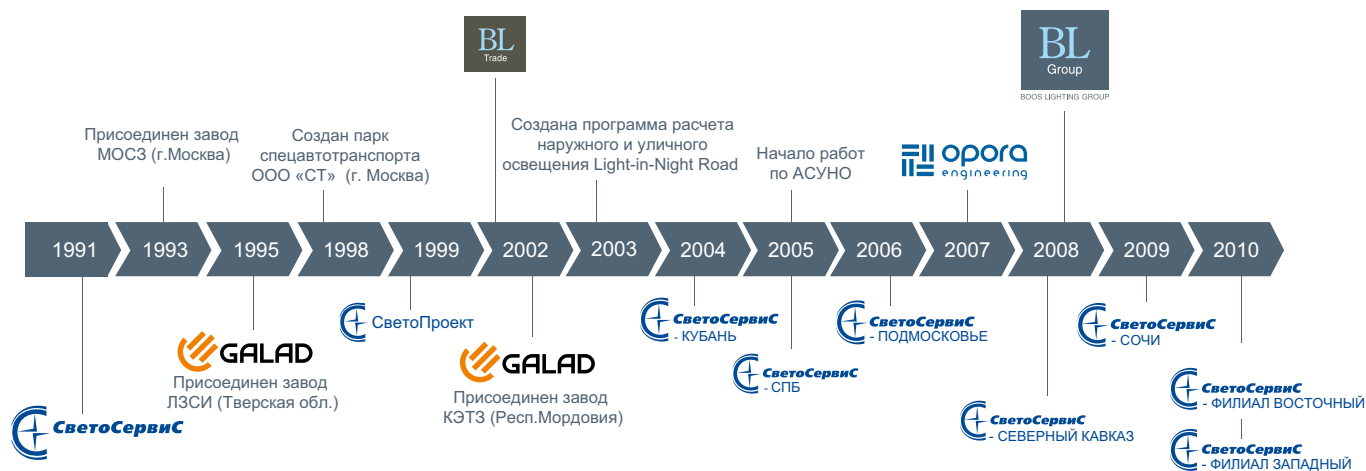 BL
Trade
BL
Group
BOOS LIGHTING GROUP
Присоединен завод
МОСЗ (г.Москва)
Создан парк
спецавтотранспорта
ООО «СТ» (г. Москва)
Создана программа расчета
наружного и уличного
освещения Light-in-Night Road
Начало работ
по АСУНО
opora
engineering
1991 1993 1995 1998 1999 2002 2003 2004 2005 2006 2007 2008 2009 2010
СветоСервиС
GALAD
Присоединен завод
ЛЗСИ (Тверская обл.)
СветоПроект
GALAD
Присоединен завод
КЭТЗ (Респ.Мордовия)
СветоСервиС
- КУБАНЬ
СветоСервиС
- СПБ
СветоСервиС
- ПОДМОСКОВЬЕ
СветоСервиС
- СЕВЕРНЫЙ КАВКАЗ
СветоСервиС
- СОЧИ
СветоСервиС
- ФИЛИАЛ ВОСТОЧНЫЙ
СветоСервиС
- ФИЛИАЛ ЗАПАДНЫЙ